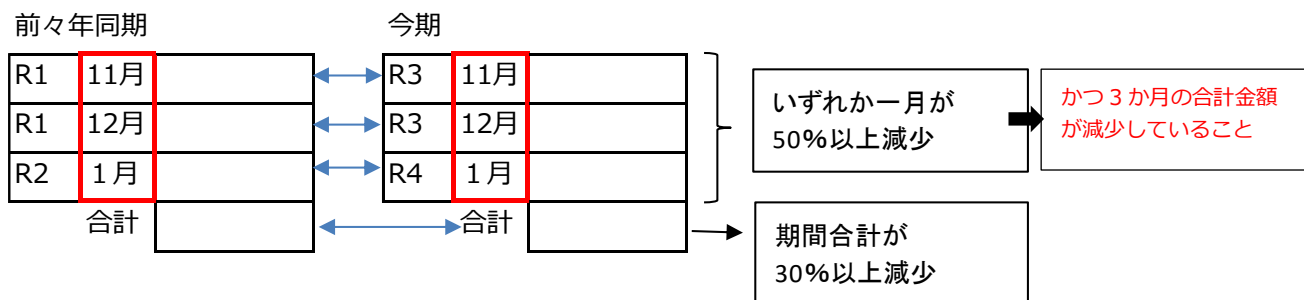 前々年同期 今期
R1 11月 R3 11月
R1 12月 R3 12月
R2 1月 R4 1月
合計 合計
いずれか一月が
50%以上減少
かつ3か月の合計金額
が減少していること
期間合計が
30%以上減少